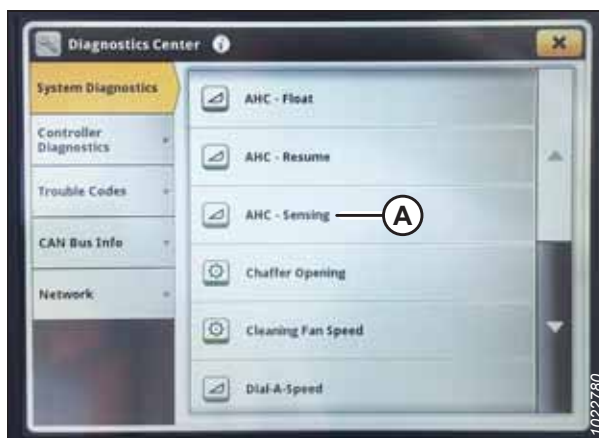 Diagnostics Center
System Diagnostics
Controller
Diagnostics
Trouble Codes
CAN Bus Info
Network
AHC - Float
AHC - Resume
AHC - Sensing
A
Chaffer Opening
Cleaning Fan Speed
Dial-A-Speed
1022780